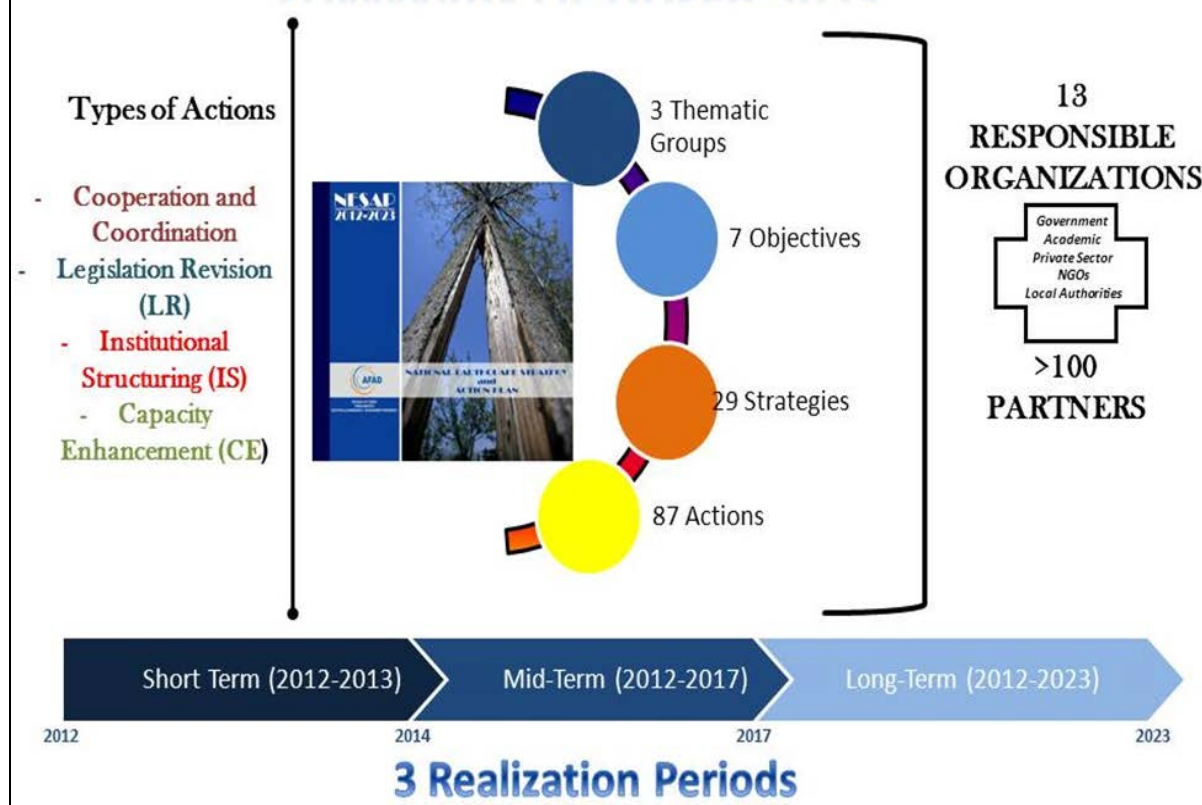 Types of Actions
- Cooperation and
Coordination
- Legislation Revision
(LR)
- Institutional
Structuring (IS)
- Capacity
Enhancement (CE)
NESAP
2012-2023
AFAD
NATIONAL EARTHQUAKE STRATEGY
and
ACTION PLAN
3 Thematic
Groups
7 Objectives
29 Strategies
87 Actions
13
RESPONSIBLE
ORGANIZATIONS
Government
Academic
Private Sector
NGOs
Local Authorities
>100
PARTNERS
Short Term (2012-2013)
Mid-Term (2012-2017)
Long-Term (2012-2023)
2012
2014
2017
2023
3 Realization Periods